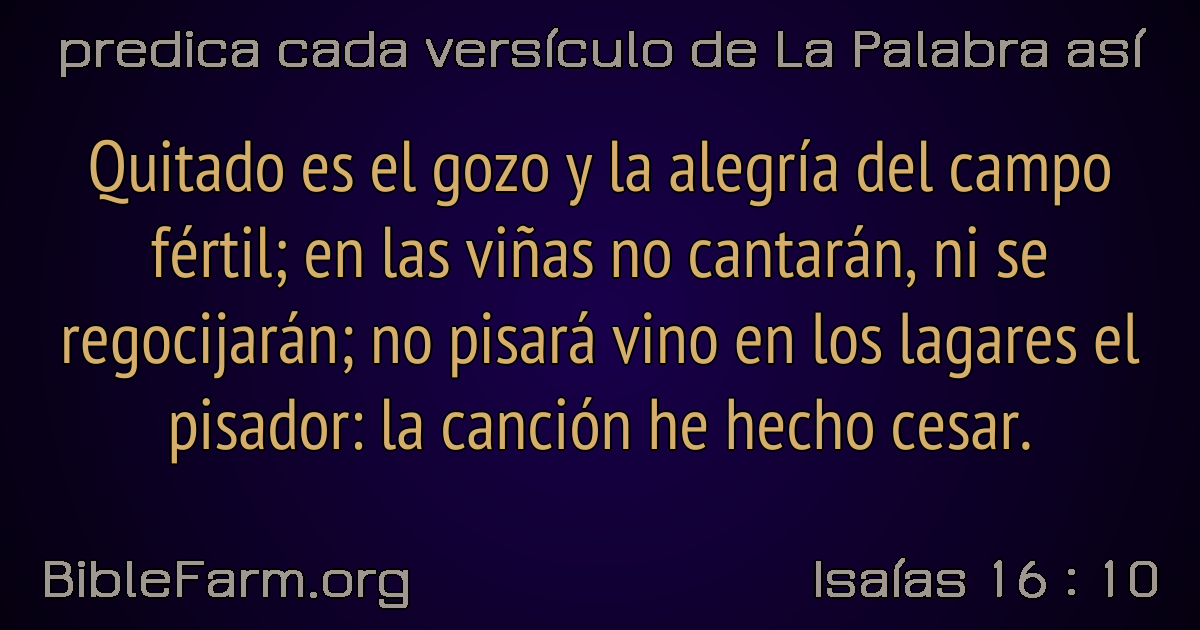 predica cada versículo de La Palabra así
Quitado es el gozo y la alegría del campo
fértil; en las viñas no cantarán, ni se
regocijarán; no pisará vino en los lagares el
pisador: la canción he hecho cesar.
BibleFarm.org
Isaías 16 : 10